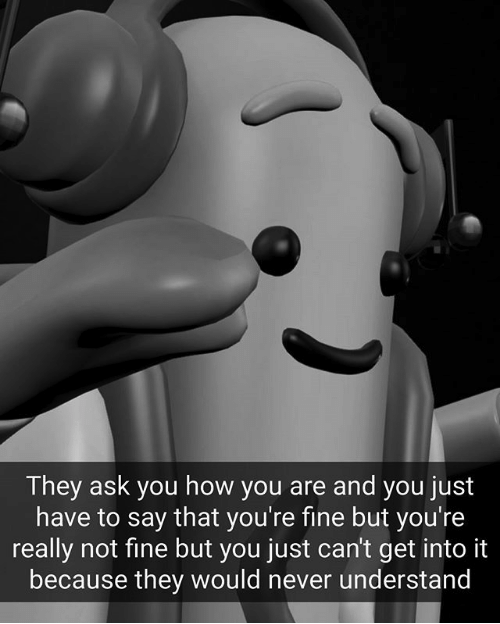 They ask you how you are and you just
have to say that you're fine but you're
really not fine but you just can't get into it
because they would never understand